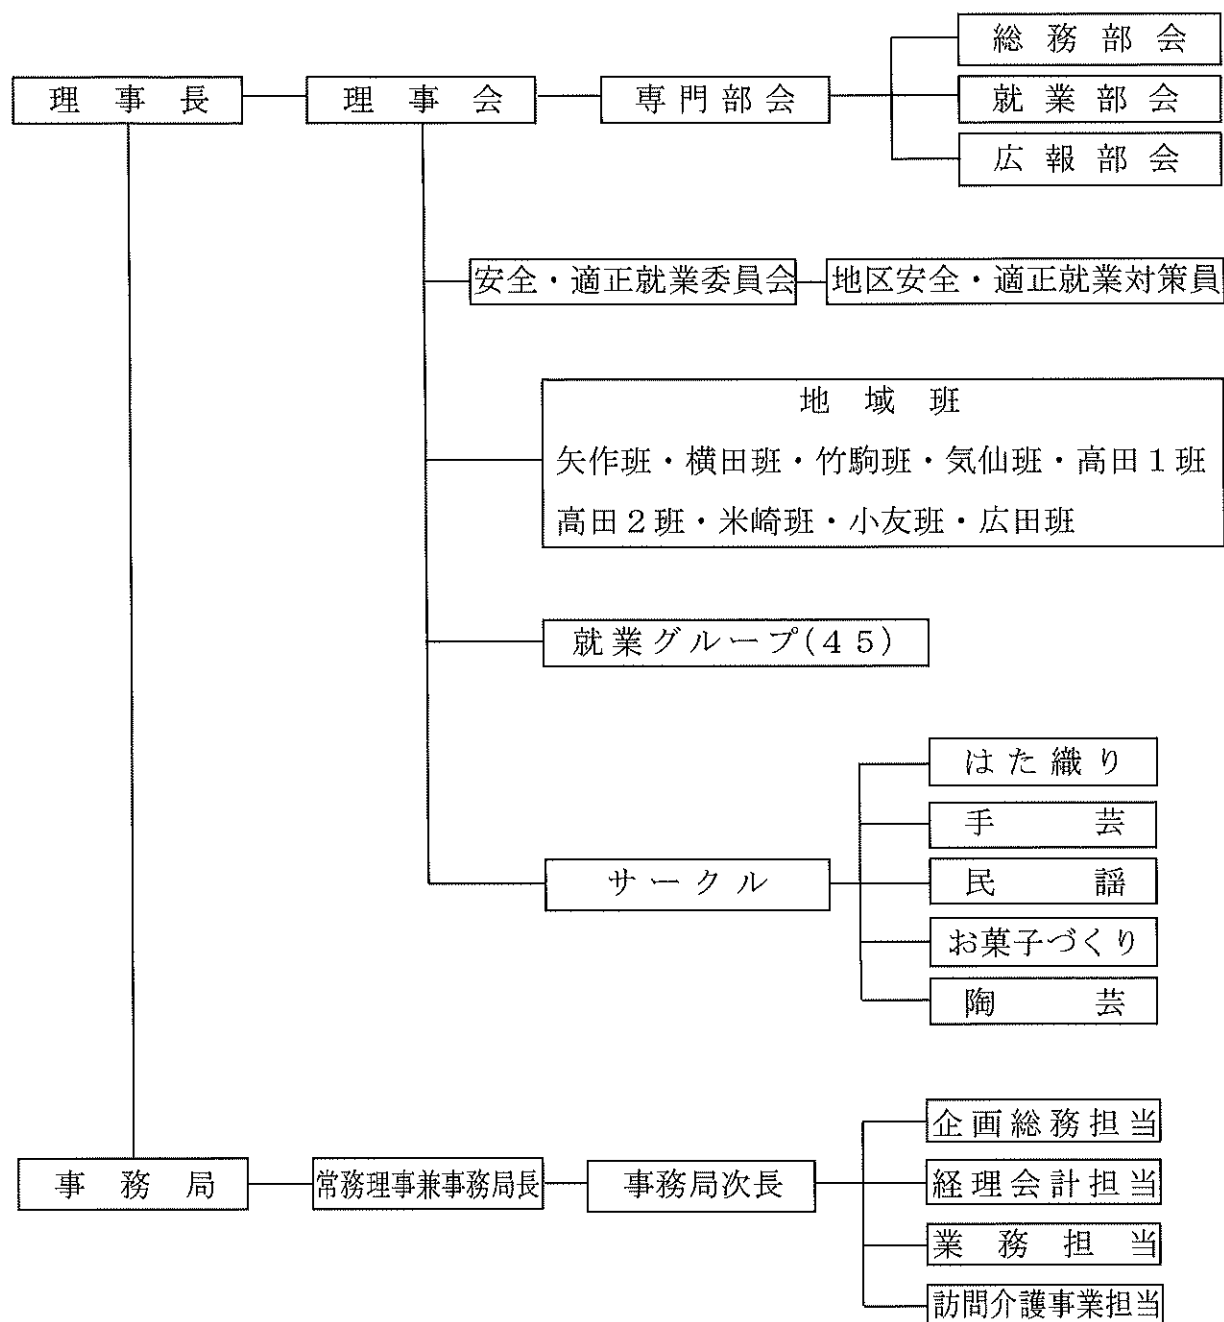 理事長
理事会
専門部会
総務部会
就業部会
広報部会
安全・適正就業委員会
地区安全・適正就業対策員
地域班
矢作班・横田班・竹駒班・気仙班・高田1班
高田2班・米崎班・小友班・広田班
就業グループ(45)
サークル
はた織り
手芸
民謡
お菓子づくり
陶芸
事務局
常務理事兼事務局長
事務局次長
企画総務担当
経理会計担当
業務担当
訪問介護事業担当